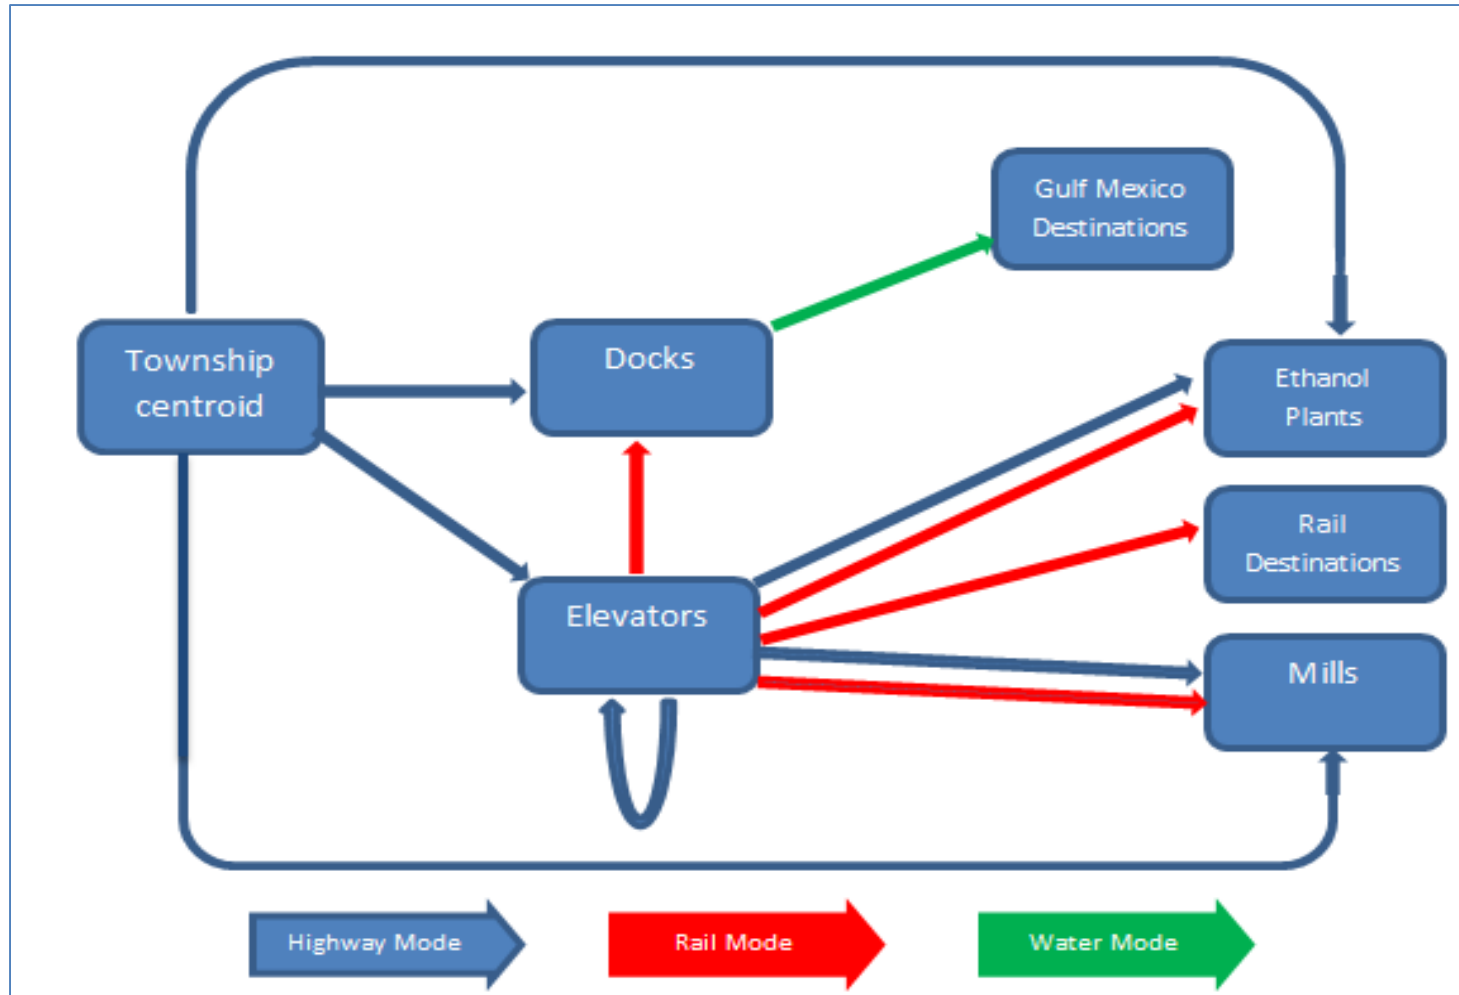 Gulf Mexico
Destinations
Township
centroid
Docks
Ethanol
Plants
Rail
Destinations
Elevators
Mills
Highway Mode
Rail Mode
Water Mode